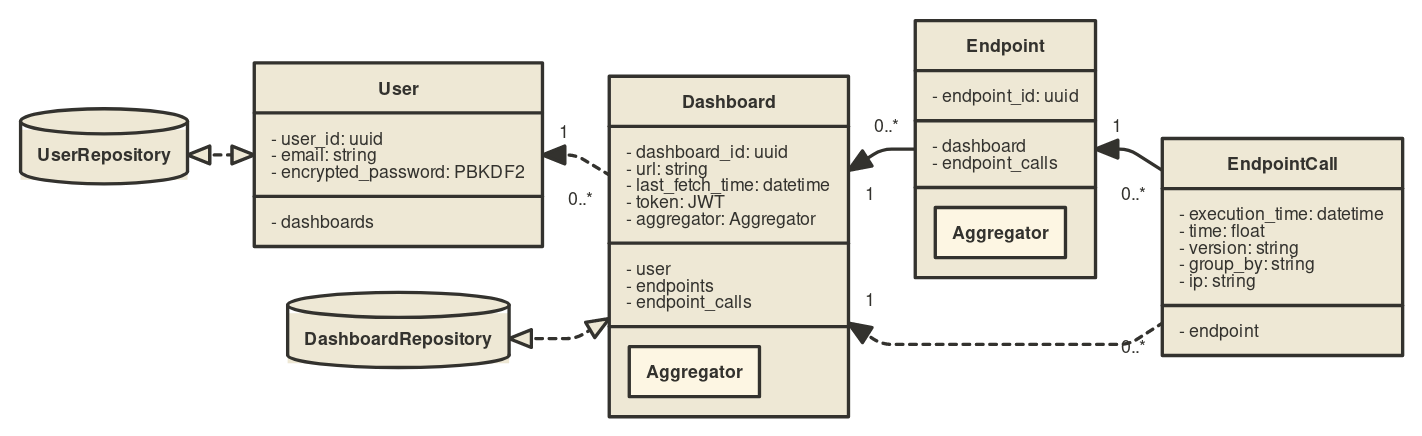 UserRepository
User
- user_id: uuid
- email: string
- encrypted_password: PBKDF2
- dashboards
1
0..*
DashboardRepository
Dashboard
- dashboard_id: uuid
- url: string
- last_fetch_time: datetime
- token: JWT
- aggregator: Aggregator
- user
- endpoints
- endpoint_calls
Aggregator
0..*
1
1
0..*
Endpoint
- endpoint_id: uuid
- dashboard
- endpoint_calls
Aggregator
1
0..*
EndpointCall
- execution_time: datetime
- time: float
- version: string
- group_by: string
- ip: string
- endpoint